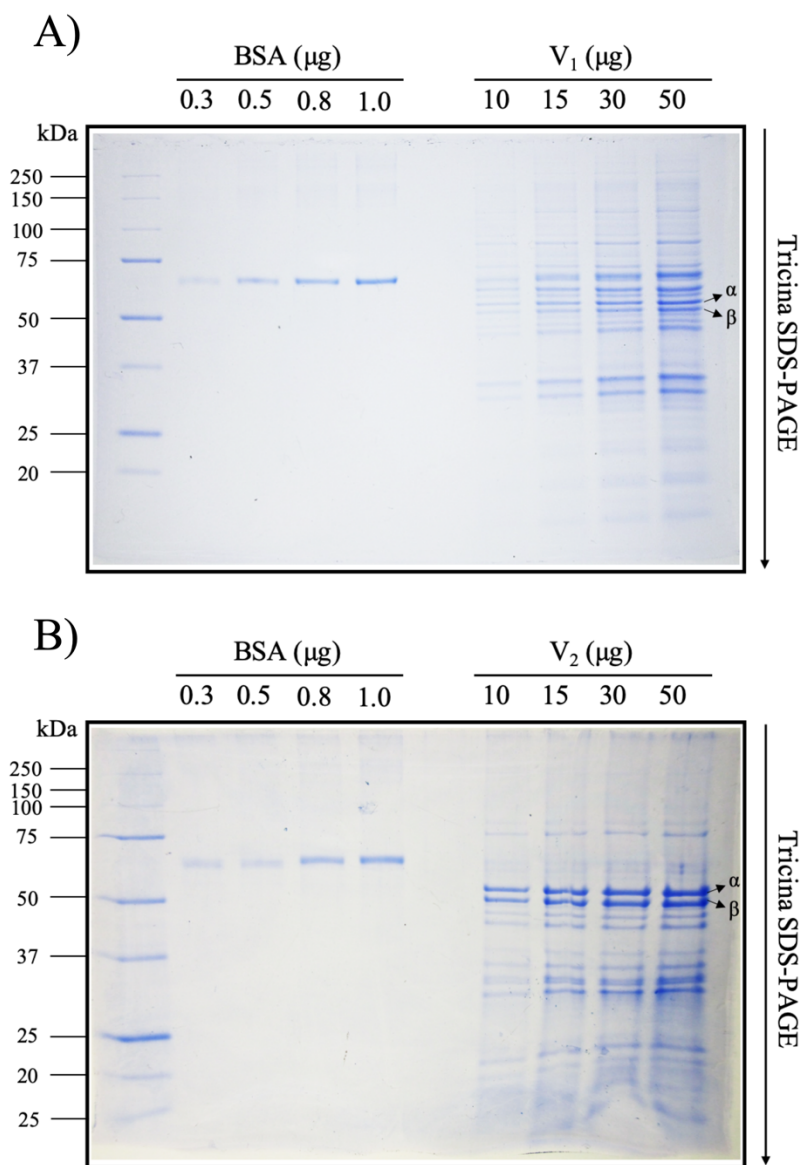 A)
BSA (μg) V₁ (μg)
0.3 0.5 0.8 1.0 10 15 30 50
kDa
250
150
100
75
50
37
25
20
α
β
Tricina SDS-PAGE
B)
BSA (μg) V₂ (μg)
0.3 0.5 0.8 1.0 10 15 30 50
kDa
250
150
100
75
50
37
25
20
25
α
β
Tricina SDS-PAGE